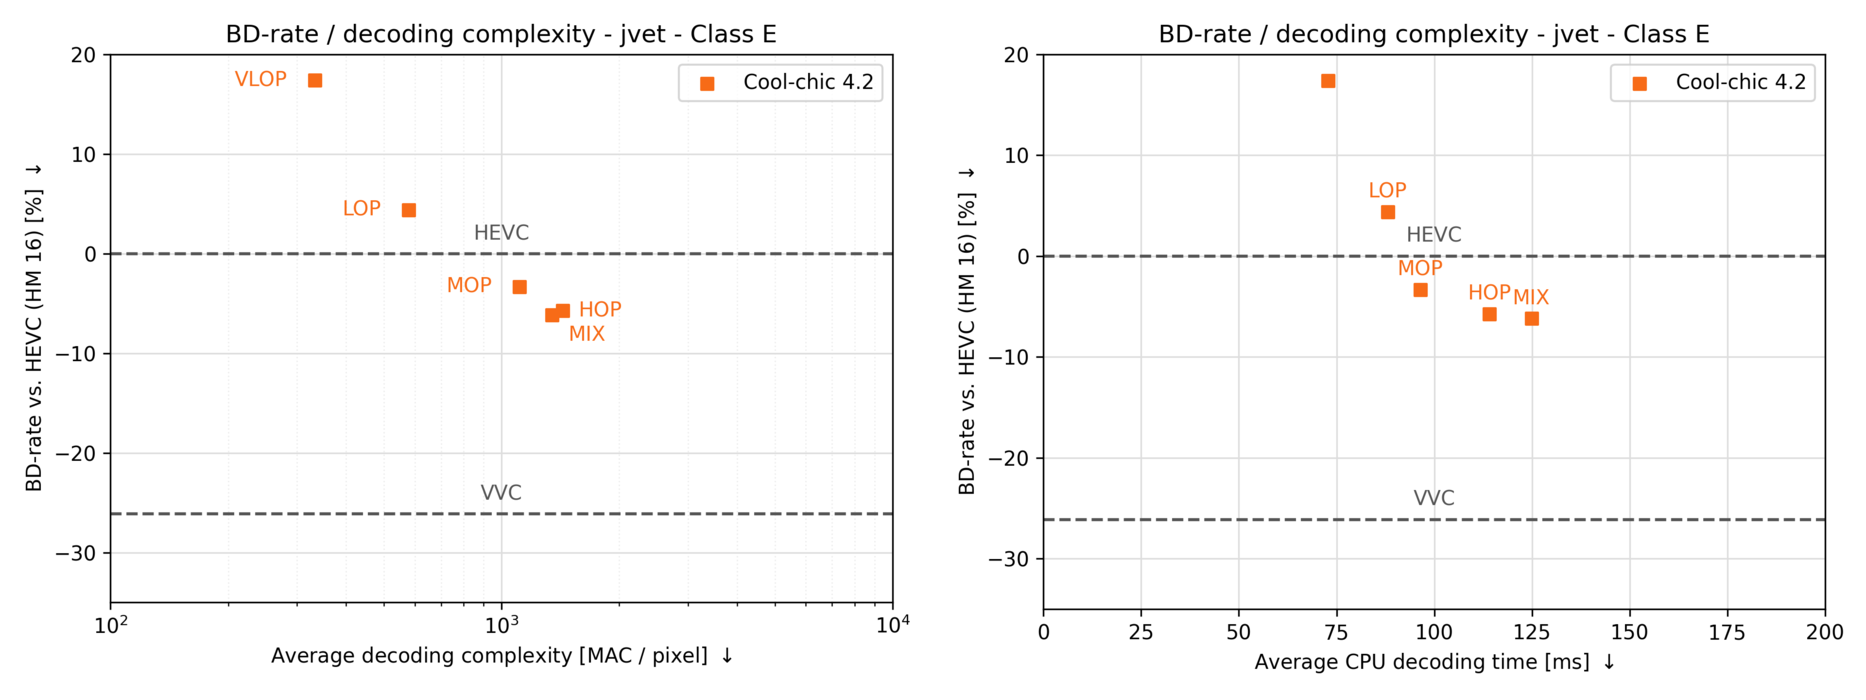 BD-rate / decoding complexity - jvet - Class E
Cool-chic 4.2
BD-rate vs. HEVC (HM 16) [%] ↓
20
10
0
−10
−20
−30
VLOP
LOP
HEVC
MOP
HOP
MIX
VVC
10²
10³
10⁴
Average decoding complexity [MAC / pixel] ↓
BD-rate / decoding complexity - jvet - Class E
Cool-chic 4.2
BD-rate vs. HEVC (HM 16) [%] ↓
20
10
0
−10
−20
−30
LOP
HEVC
MOP
HOP MIX
VVC
0 25 50 75 100 125 150 175 200
Average CPU decoding time [ms] ↓